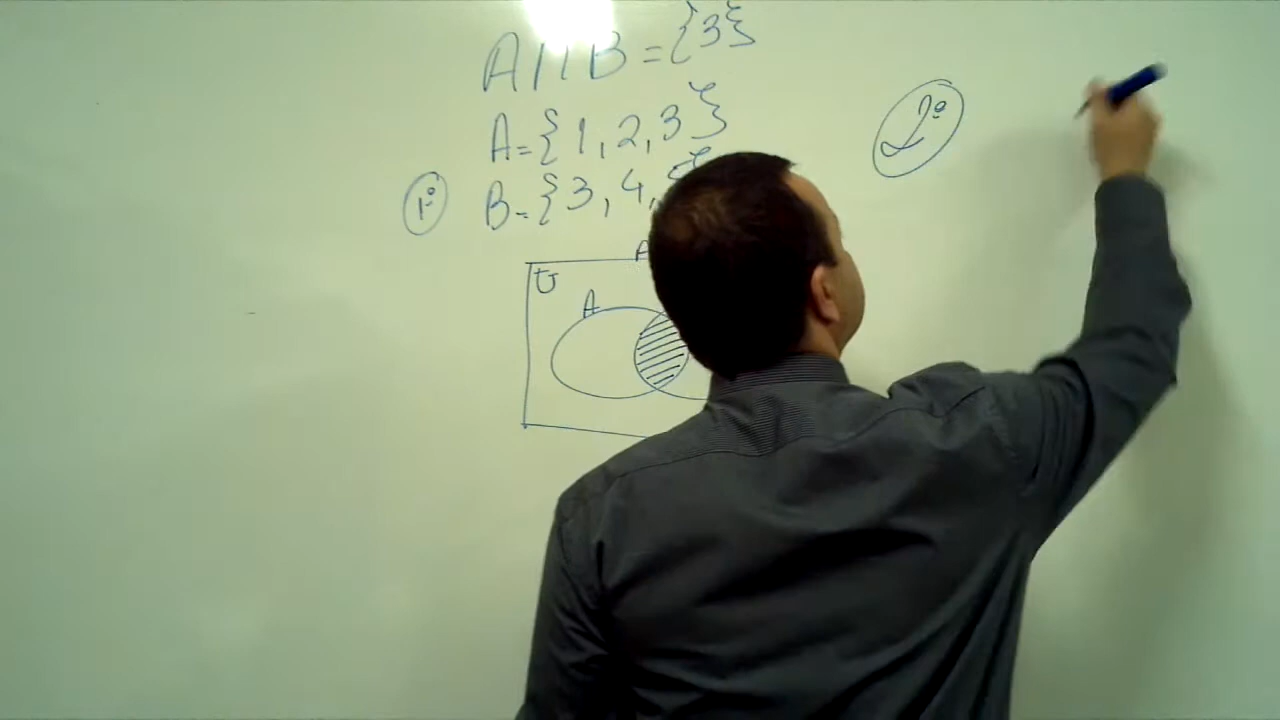 A∩B={3}
A={1,2,3}
1º B={3,4,
2º
U
A
A